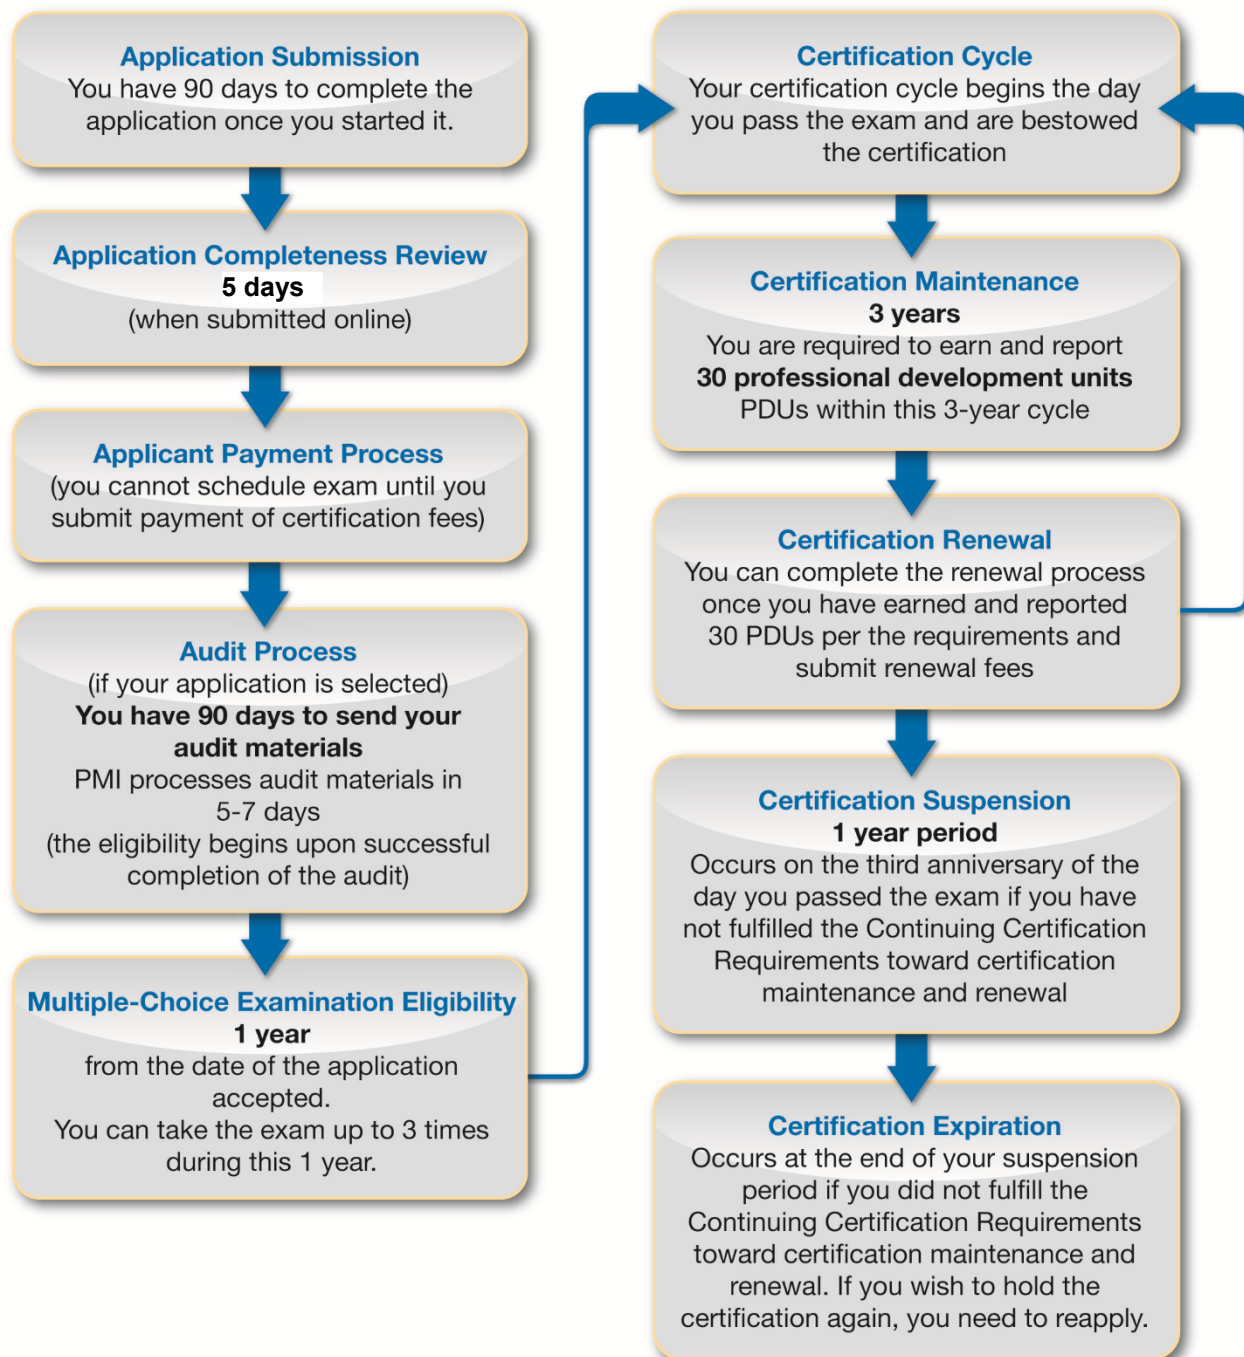 Application Submission
You have 90 days to complete the
application once you started it.
Application Completeness Review
5 days
(when submitted online)
Applicant Payment Process
(you cannot schedule exam until you
submit payment of certification fees)
Audit Process
(if your application is selected)
You have 90 days to send your
audit materials
PMI processes audit materials in
5-7 days
(the eligibility begins upon successful
completion of the audit)
Multiple-Choice Examination Eligibility
1 year
from the date of the application
accepted.
You can take the exam up to 3 times
during this 1 year.
Certification Cycle
Your certification cycle begins the day
you pass the exam and are bestowed
the certification
Certification Maintenance
3 years
You are required to earn and report
30 professional development units
PDUs within this 3-year cycle
Certification Renewal
You can complete the renewal process
once you have earned and reported
30 PDUs per the requirements and
submit renewal fees
Certification Suspension
1 year period
Occurs on the third anniversary of the
day you passed the exam if you have
not fulfilled the Continuing Certification
Requirements toward certification
maintenance and renewal
Certification Expiration
Occurs at the end of your suspension
period if you did not fulfill the
Continuing Certification Requirements
toward certification maintenance and
renewal. If you wish to hold the
certification again, you need to reapply.